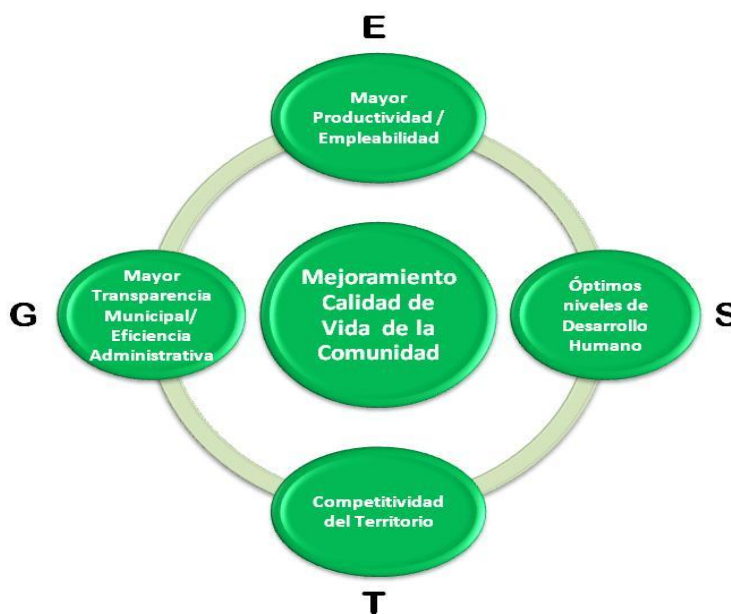 E
Mayor
Productividad /
Empleabilidad
G
Mayor
Transparencia
Municipal/
Eficiencia
Administrativa
Mejoramiento
Calidad de
Vida de la
Comunidad
Óptimos
niveles de
Desarrollo
Humano
S
Competitividad
del Territorio
T